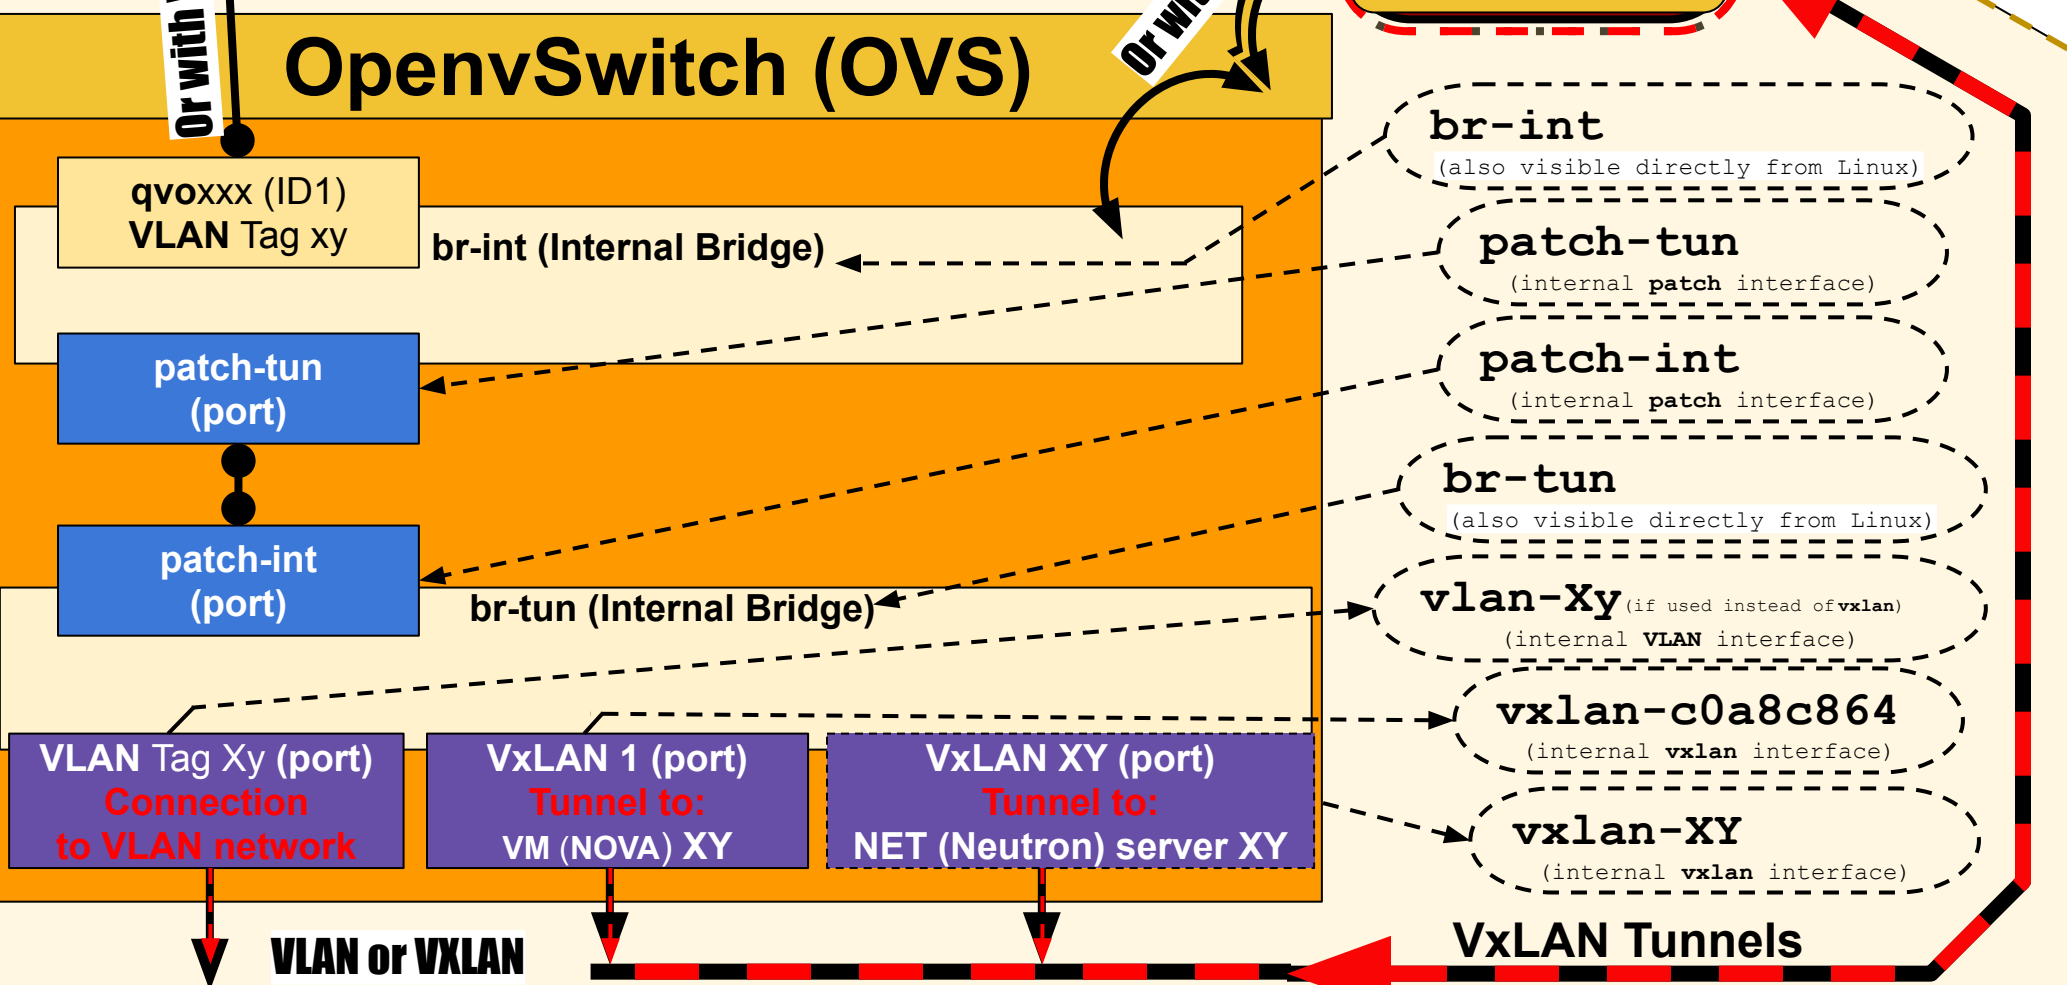 Or with
OpenvSwitch (OVS)
Or wit
qvoxxx (ID1)
VLAN Tag xy
br-int (Internal Bridge)
patch-tun
(port)
patch-int
(port)
br-tun (Internal Bridge)
VLAN Tag Xy (port)
Connection
to VLAN network
VxLAN 1 (port)
Tunnel to:
VM (NOVA) XY
VxLAN XY (port)
Tunnel to:
NET (Neutron) server XY
br-int
(also visible directly from Linux)
patch-tun
(internal patch interface)
patch-int
(internal patch interface)
br-tun
(also visible directly from Linux)
vlan-Xy (if used instead of vxlan)
(internal VLAN interface)
vxlan-c0a8c864
(internal vxlan interface)
vxlan-XY
(internal vxlan interface)
VLAN or VXLAN
VxLAN Tunnels